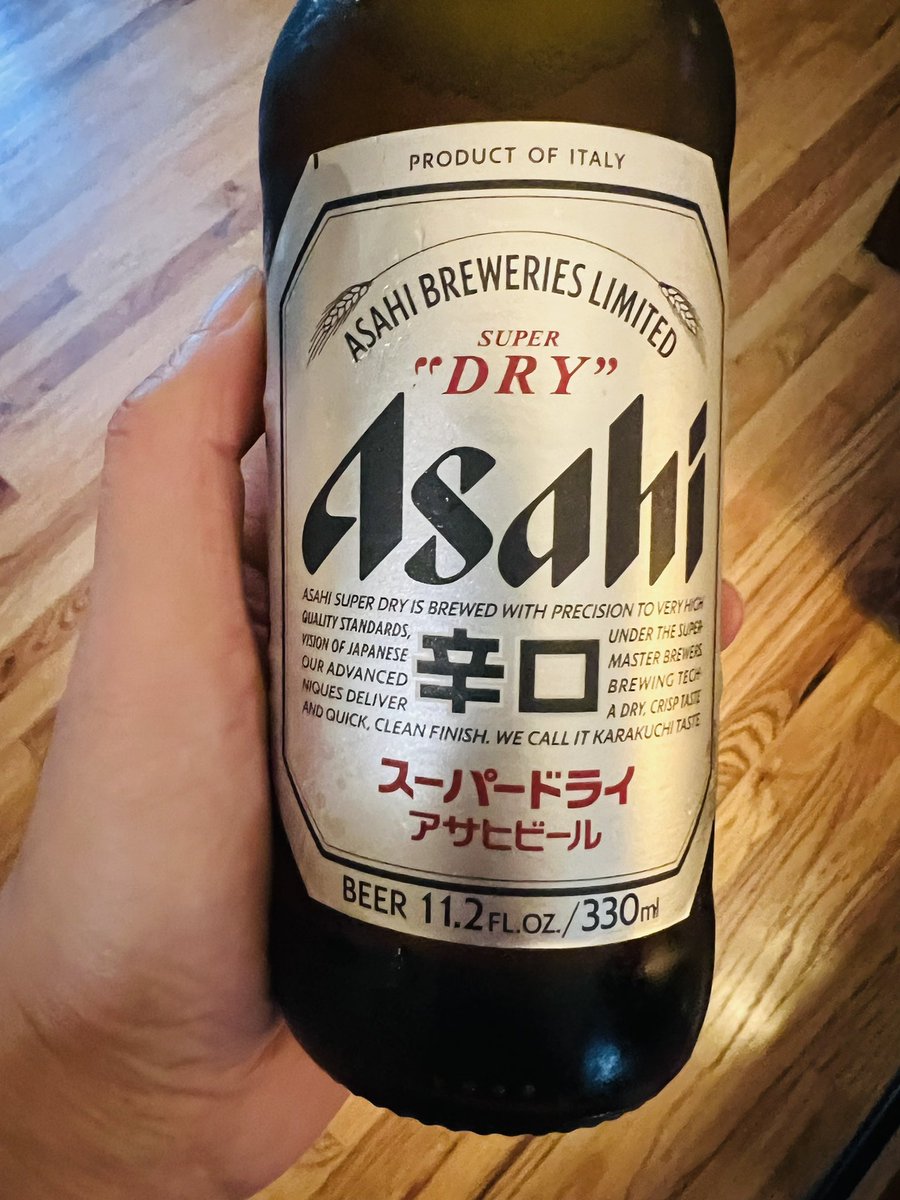 PRODUCT OF ITALY
ASAHI BREWERIES LIMITED
SUPER
“DRY”
Asahi
ASAHI SUPER DRY IS BREWED WITH PRECISION TO VERY HIGH
QUALITY STANDARDS, UNDER THE SUPER-
VISION OF JAPANESE MASTER BREWERS.
OUR ADVANCED BREWING TECH-
NIQUES DELIVER A DRY, CRISP TASTE
辛口
AND QUICK, CLEAN FINISH. WE CALL IT KARAKUCHI TASTE.
スーパードライ
アサヒビール
BEER 11.2 FL.OZ./330ml